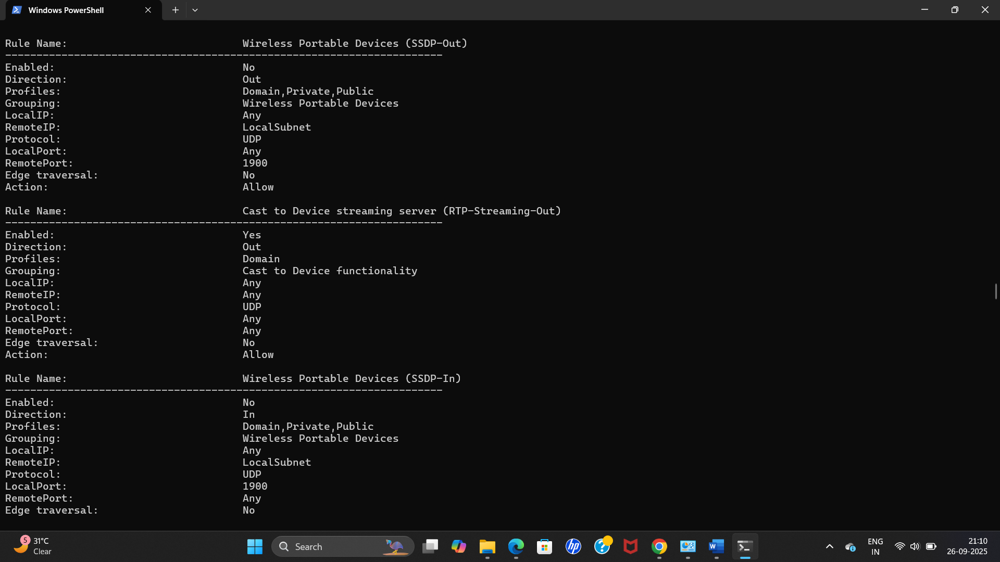 Windows PowerShell
Rule Name: Wireless Portable Devices (SSDP-Out)
----------------------------------------------------------------------
Enabled: No
Direction: Out
Profiles: Domain,Private,Public
Grouping: Wireless Portable Devices
LocalIP: Any
RemoteIP: LocalSubnet
Protocol: UDP
LocalPort: Any
RemotePort: 1900
Edge traversal: No
Action: Allow
Rule Name: Cast to Device streaming server (RTP-Streaming-Out)
----------------------------------------------------------------------
Enabled: Yes
Direction: Out
Profiles: Domain
Grouping: Cast to Device functionality
LocalIP: Any
RemoteIP: Any
Protocol: UDP
LocalPort: Any
RemotePort: Any
Edge traversal: No
Action: Allow
Rule Name: Wireless Portable Devices (SSDP-In)
----------------------------------------------------------------------
Enabled: No
Direction: In
Profiles: Domain,Private,Public
Grouping: Wireless Portable Devices
LocalIP: Any
RemoteIP: LocalSubnet
Protocol: UDP
LocalPort: 1900
RemotePort: Any
Edge traversal: No
5
31°C
Clear
Search
hp
?
W
ENG
IN
21:10
26-09-2025